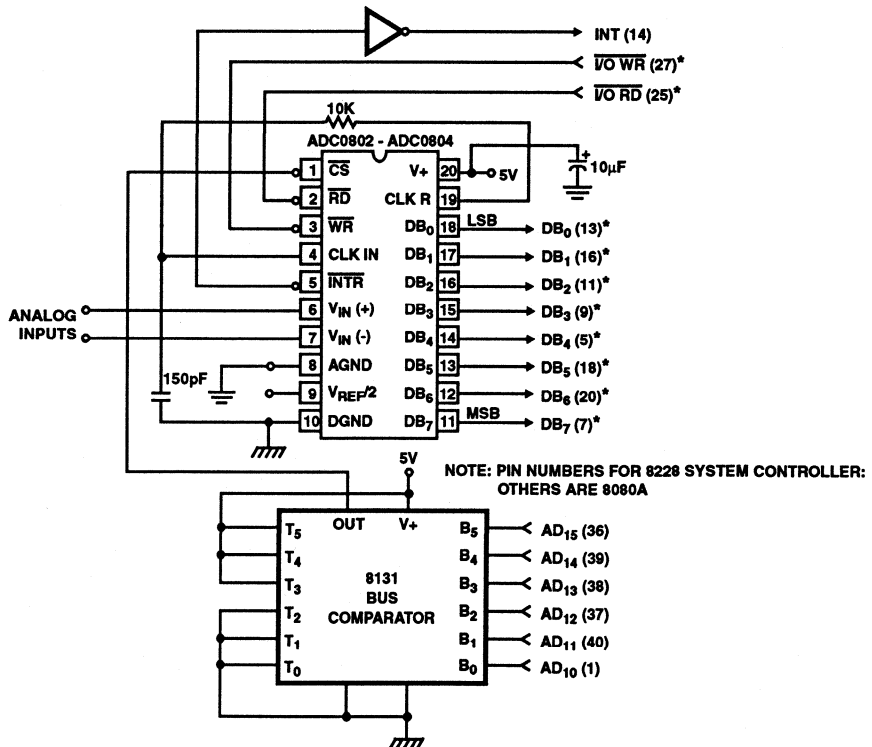 INT (14)
I/O WR (27)*
I/O RD (25)*
10K
ADC0802 - ADC0804
+
10µF
5V
1 CS V+ 20
2 RD CLK R 19
3 WR DB0 18 LSB DB0 (13)*
4 CLK IN DB1 17 DB1 (16)*
5 INTR DB2 16 DB2 (11)*
ANALOG INPUTS
6 VIN (+) DB3 15 DB3 (9)*
7 VIN (-) DB4 14 DB4 (5)*
8 AGND DB5 13 DB5 (18)*
150pF
9 VREF/2 DB6 12 DB6 (20)*
10 DGND DB7 11 MSB DB7 (7)*
5V
NOTE: PIN NUMBERS FOR 8228 SYSTEM CONTROLLER:
OTHERS ARE 8080A
OUT V+
T5 B5 AD15 (36)
T4 B4 AD14 (39)
T3 B3 AD13 (38)
8131
BUS
COMPARATOR
T2 B2 AD12 (37)
T1 B1 AD11 (40)
T0 B0 AD10 (1)